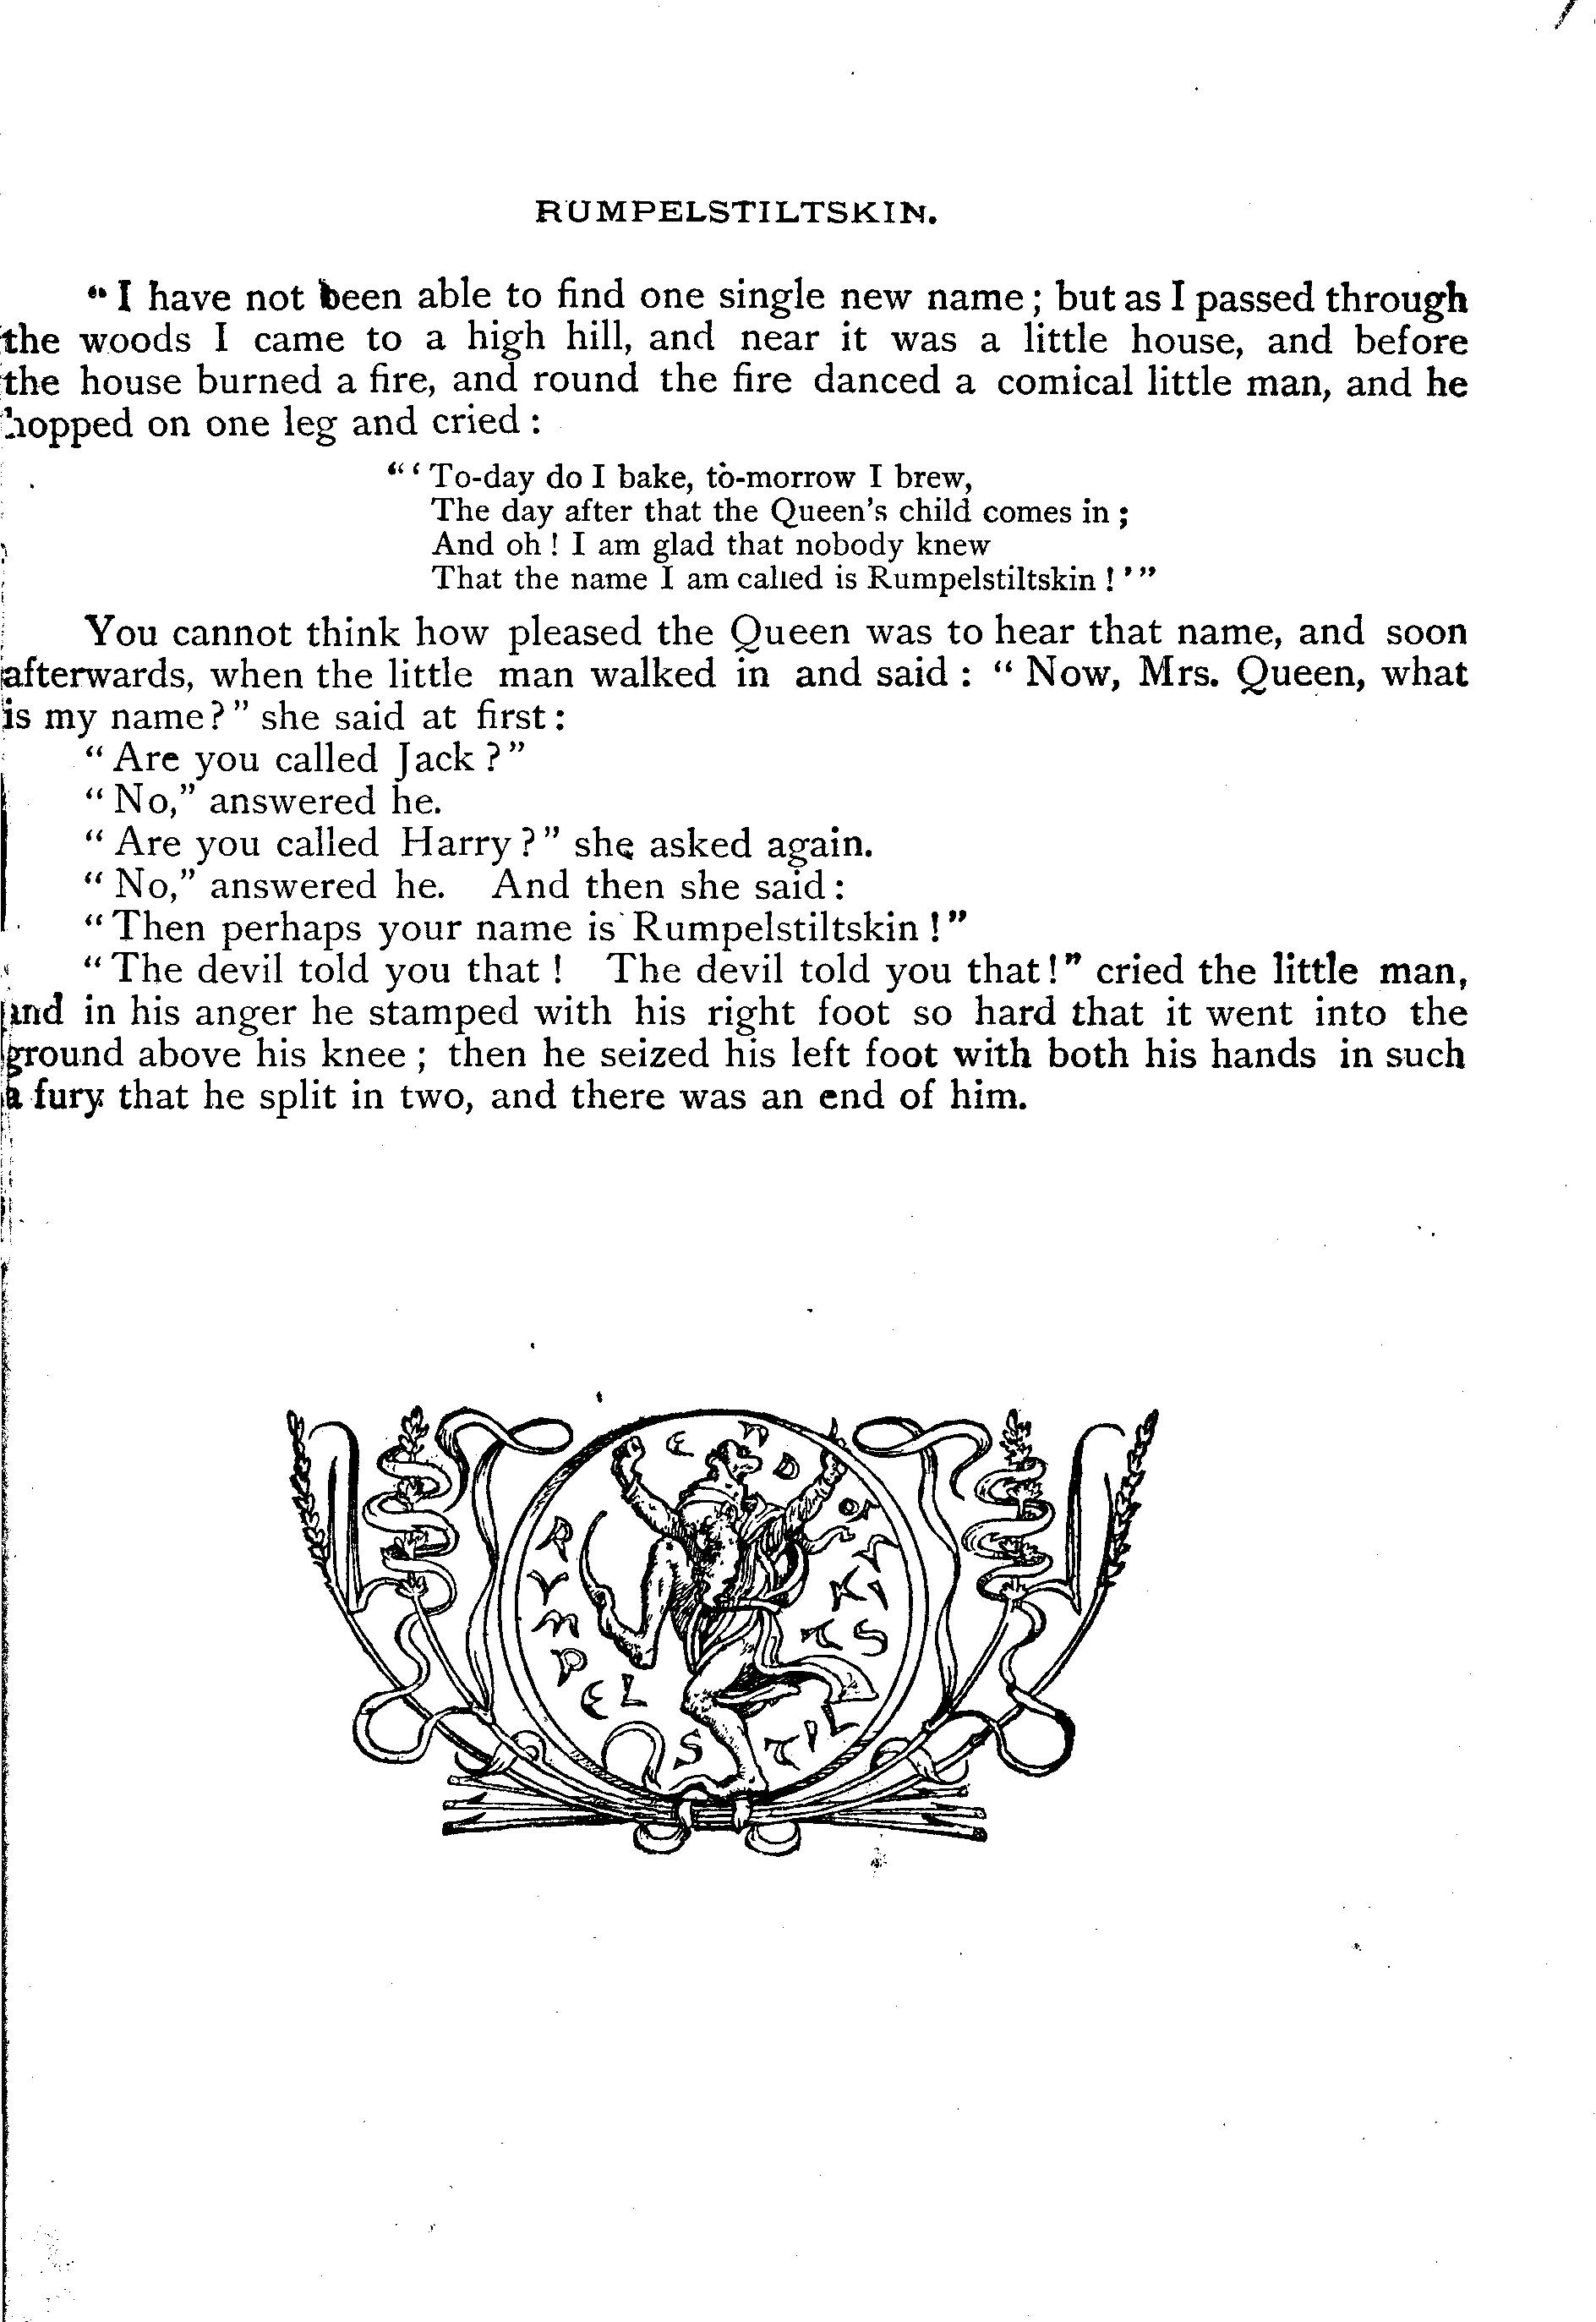 RUMPELSTILTSKIN.
“ I have not been able to find one single new name ; but as I passed through
the woods I came to a high hill, and near it was a little house, and before
the house burned a fire, and round the fire danced a comical little man, and he
hopped on one leg and cried :
“ ‘ To-day do I bake, to-morrow I brew,
The day after that the Queen’s child comes in ;
And oh ! I am glad that nobody knew
That the name I am called is Rumpelstiltskin ! ’ ”
You cannot think how pleased the Queen was to hear that name, and soon
afterwards, when the little man walked in and said : “ Now, Mrs. Queen, what
is my name ? ” she said at first :
“ Are you called Jack ? ”
“ No,” answered he.
“ Are you called Harry ? ” she asked again.
“ No,” answered he. And then she said :
“ Then perhaps your name is Rumpelstiltskin ! ”
“ The devil told you that ! The devil told you that ! ” cried the little man,
and in his anger he stamped with his right foot so hard that it went into the
ground above his knee ; then he seized his left foot with both his hands in such
a fury that he split in two, and there was an end of him.
END OF
RVMPELSTILTSKIN